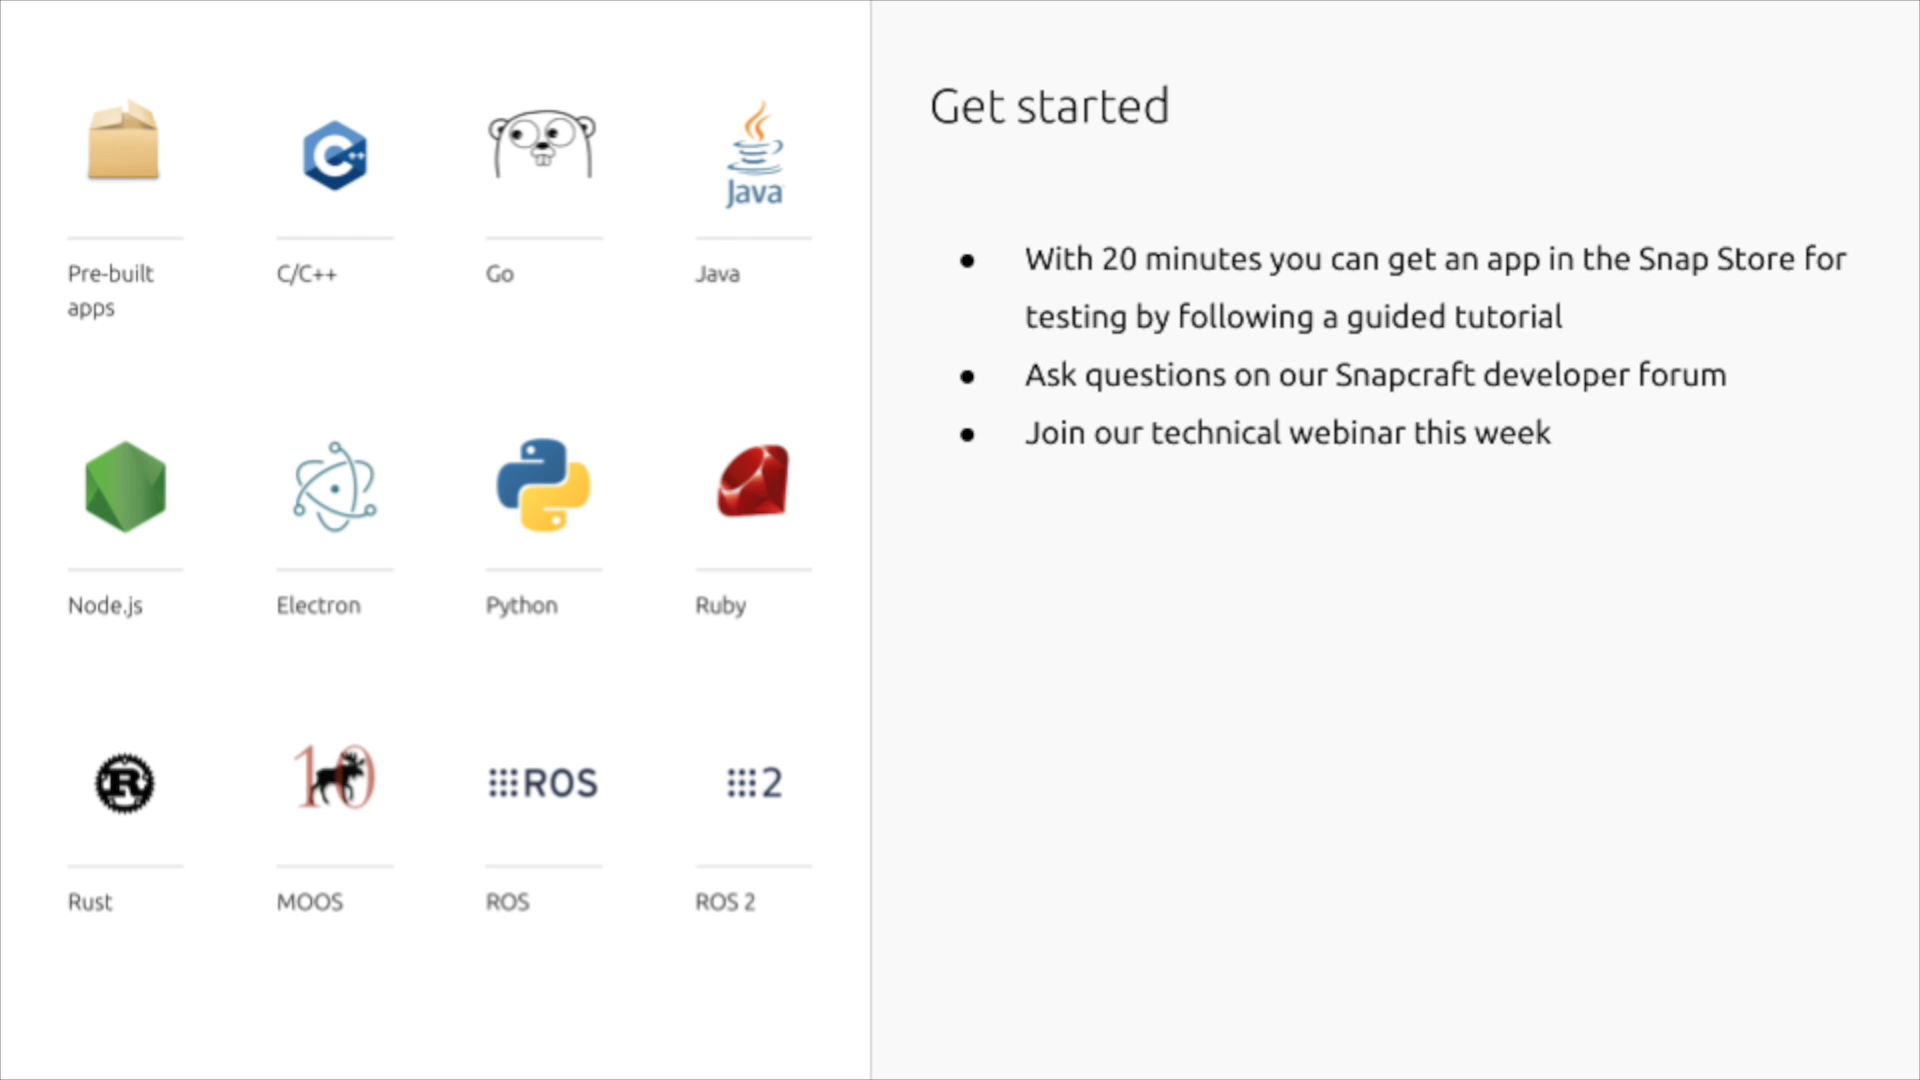 Java
Pre-built
apps
C/C++
Go
Java
Node.js
Electron
Python
Ruby
R
10
ROS
2
Rust
MOOS
ROS
ROS 2
Get started
● With 20 minutes you can get an app in the Snap Store for
testing by following a guided tutorial
● Ask questions on our Snapcraft developer forum
● Join our technical webinar this week
C++